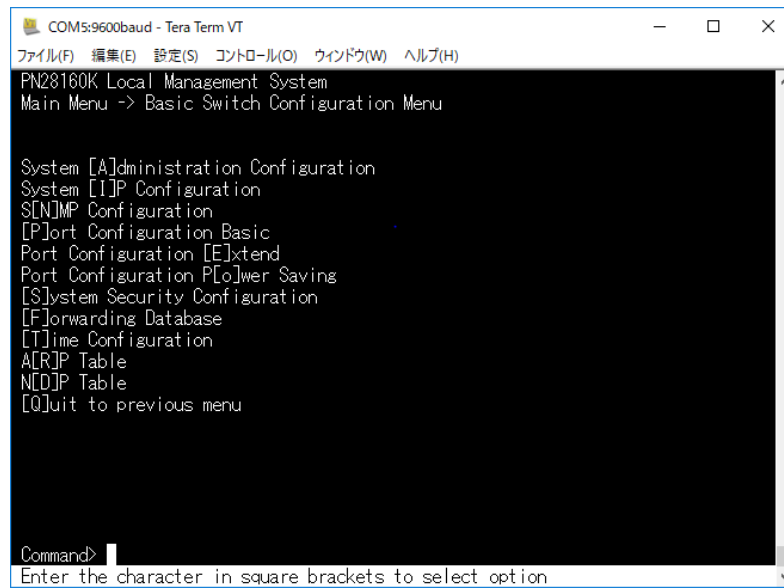 COM5:9600baud - Tera Term VT
ファイル(F) 編集(E) 設定(S) コントロール(O) ウィンドウ(W) ヘルプ(H)
PN28160K Local Management System
Main Menu -> Basic Switch Configuration Menu
System [A]dministration Configuration
System [I]P Configuration
S[N]MP Configuration
[P]ort Configuration Basic
Port Configuration [E]xtend
Port Configuration P[o]wer Saving
[S]ystem Security Configuration
[F]orwarding Database
[T]ime Configuration
A[R]P Table
N[D]P Table
[Q]uit to previous menu
Command>
Enter the character in square brackets to select option